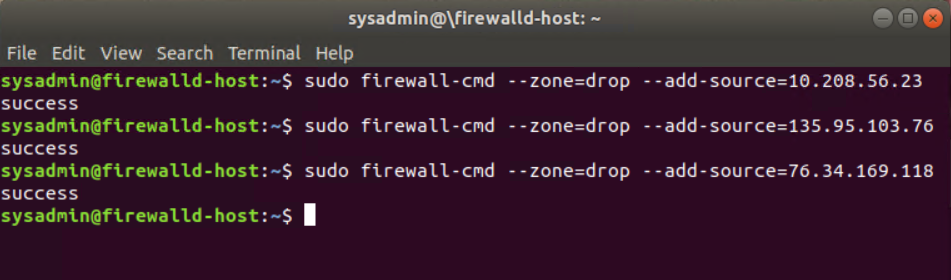 sysadmin@\firewalld-host: ~
File Edit View Search Terminal Help
sysadmin@firewalld-host:~$ sudo firewall-cmd --zone=drop --add-source=10.208.56.23
success
sysadmin@firewalld-host:~$ sudo firewall-cmd --zone=drop --add-source=135.95.103.76
success
sysadmin@firewalld-host:~$ sudo firewall-cmd --zone=drop --add-source=76.34.169.118
success
sysadmin@firewalld-host:~$